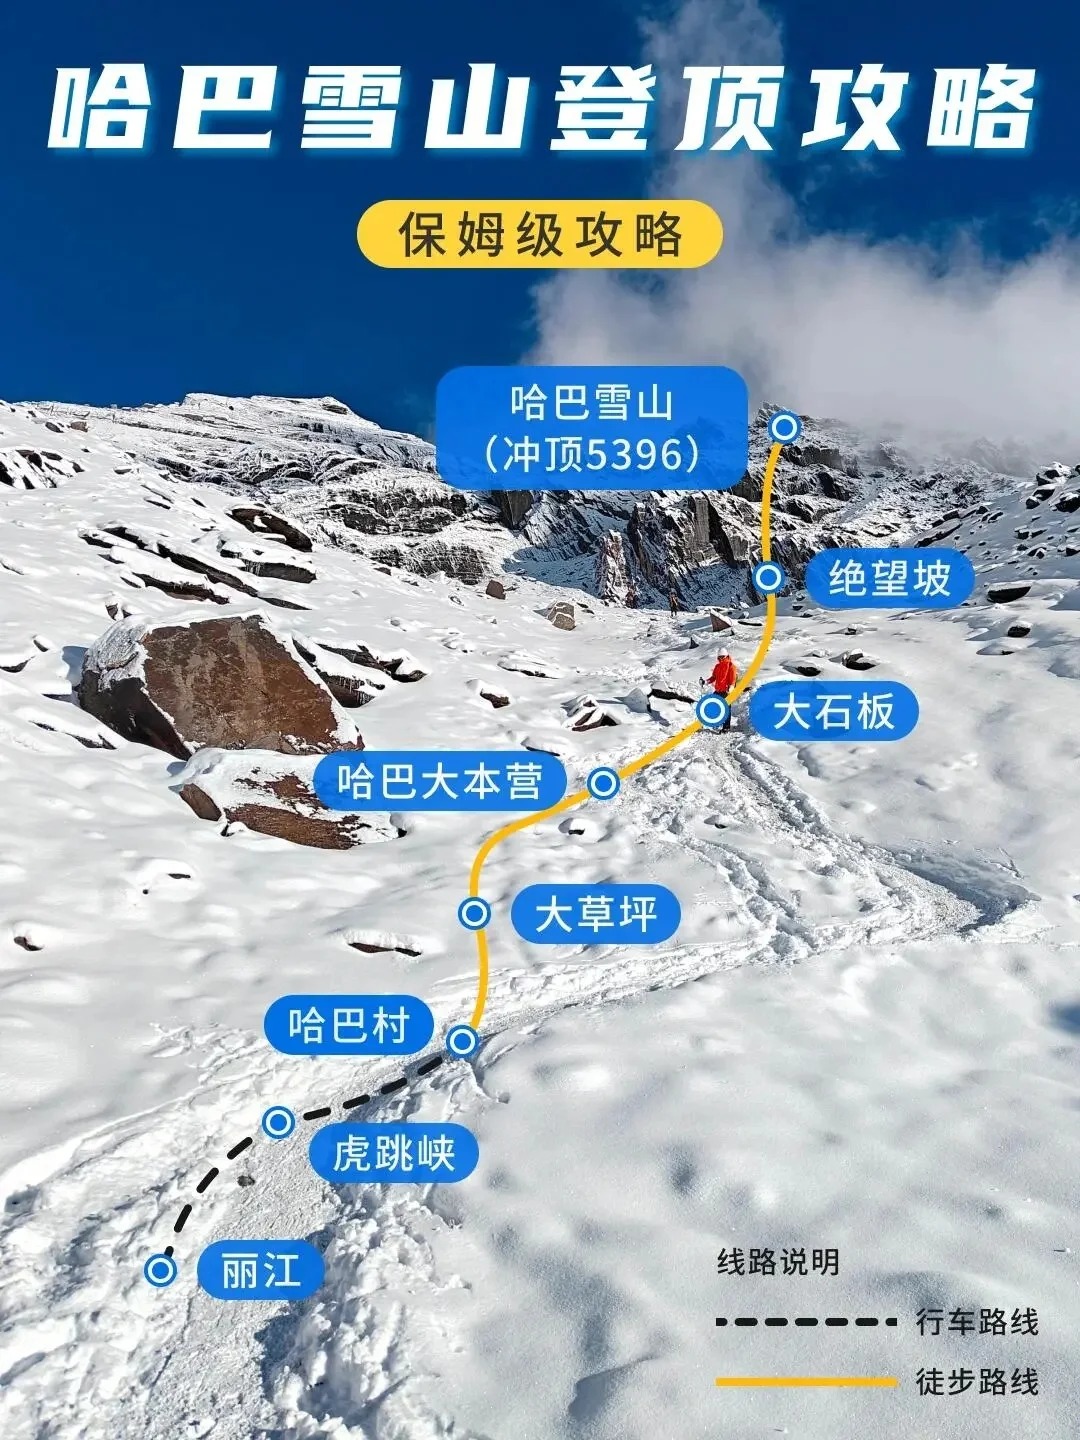 哈巴雪山登顶攻略
保姆级攻略
哈巴雪山
（冲顶5396）
绝望坡
大石板
哈巴大本营
大草坪
哈巴村
虎跳峡
丽江
线路说明
行车路线
徒步路线